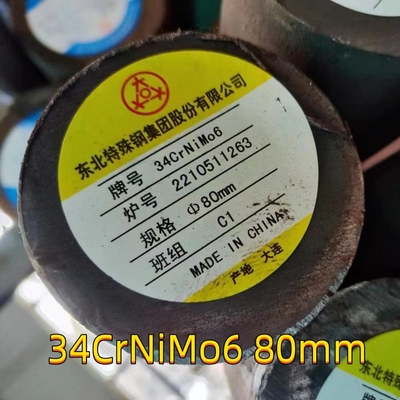 东北特殊钢集团股份有限公司
牌号 34CrNiMo6
炉号 2210511263
规格 Φ80mm
班组 C1
MADE IN CHINA
产地 大连
34CrNiMo6 80mm